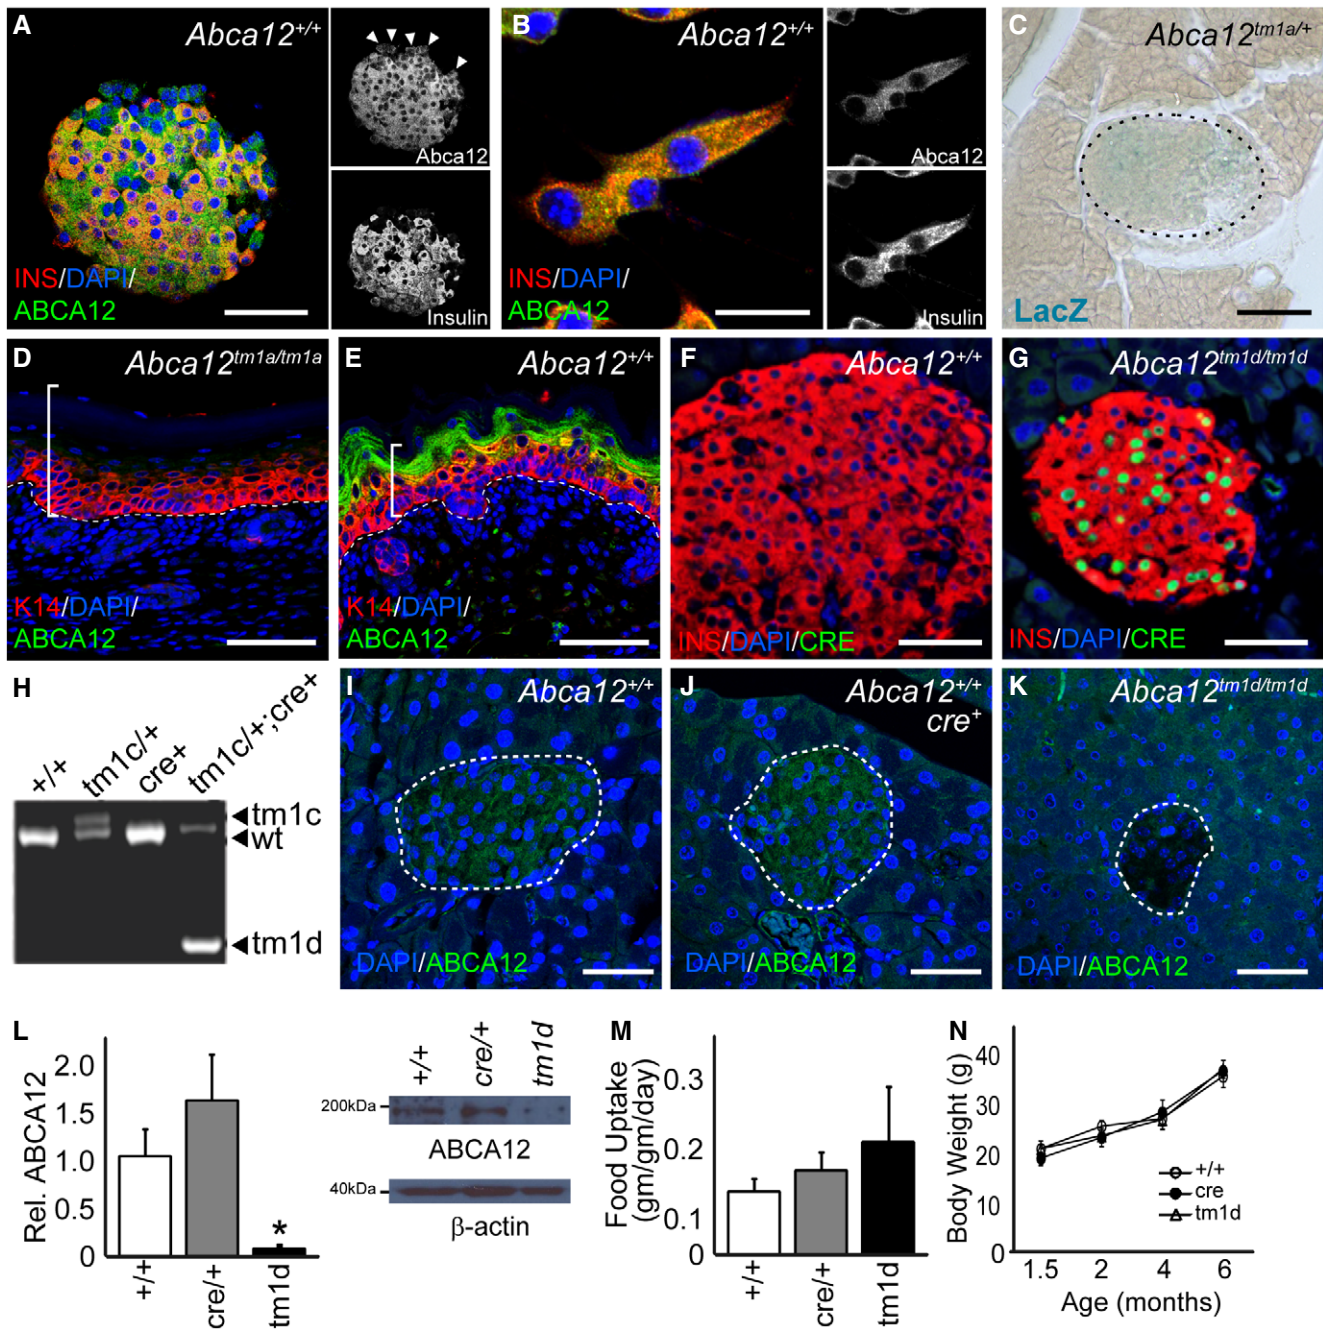 A
Abca12+/+
Abca12
Insulin
INS/DAPI/
ABCA12
B
Abca12+/+
Abca12
Insulin
INS/DAPI/
ABCA12
C
Abca12tm1a/+
LacZ
D
Abca12tm1a/tm1a
K14/DAPI/
ABCA12
E
Abca12+/+
K14/DAPI/
ABCA12
F
Abca12+/+
INS/DAPI/CRE
G
Abca12tm1d/tm1d
INS/DAPI/CRE
H
+/+
tm1c/+
cre+
tm1c/+;cre+
tm1c
wt
tm1d
I
Abca12+/+
DAPI/ABCA12
J
Abca12+/+
cre+
DAPI/ABCA12
K
Abca12tm1d/tm1d
DAPI/ABCA12
L
Rel. ABCA12
2.0
1.5
1.0
0.5
0
*
+/+
cre/+
tm1d
+/+
cre/+
tm1d
200kDa
ABCA12
40kDa
β-actin
M
Food Uptake
(gm/gm/day)
0.3
0.2
0.1
0
+/+
cre/+
tm1d
N
Body Weight (g)
40
30
20
10
0
+/+
cre
tm1d
1.5 2 4 6
Age (months)